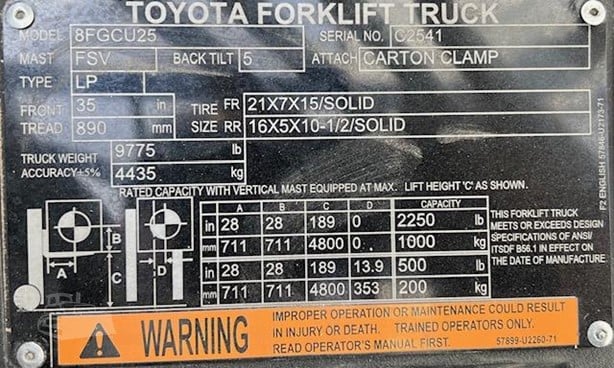 TOYOTA FORKLIFT TRUCK
MODEL 8FGCU25 SERIAL NO. C2541
MAST FSV BACK TILT 5 ATTACH CARTON CLAMP
TYPE LP
FRONT 35 in TIRE FR 21X7X15/SOLID
TREAD 890 mm SIZE RR 16X5X10-1/2/SOLID
TRUCK WEIGHT 9775 lb
ACCURACY±5% 4435 kg
RATED CAPACITY WITH VERTICAL MAST EQUIPPED AT MAX. LIFT HEIGHT 'C' AS SHOWN.
A B C D CAPACITY
in 28 28 189 0 2250 lb
mm 711 711 4800 0 1000 kg
in 28 28 189 13.9 500 lb
mm 711 711 4800 353 200 kg
A B C D
THIS FORKLIFT TRUCK
MEETS OR EXCEEDS DESIGN
SPECIFICATIONS OF ANSI/
ITSDF B56.1 IN EFFECT ON
THE DATE OF MANUFACTURE.
WARNING
IMPROPER OPERATION OR MAINTENANCE COULD RESULT
IN INJURY OR DEATH. TRAINED OPERATORS ONLY.
READ OPERATOR'S MANUAL FIRST. 57899-U2260-71
F2 ENGLISH 57846-U7173-71